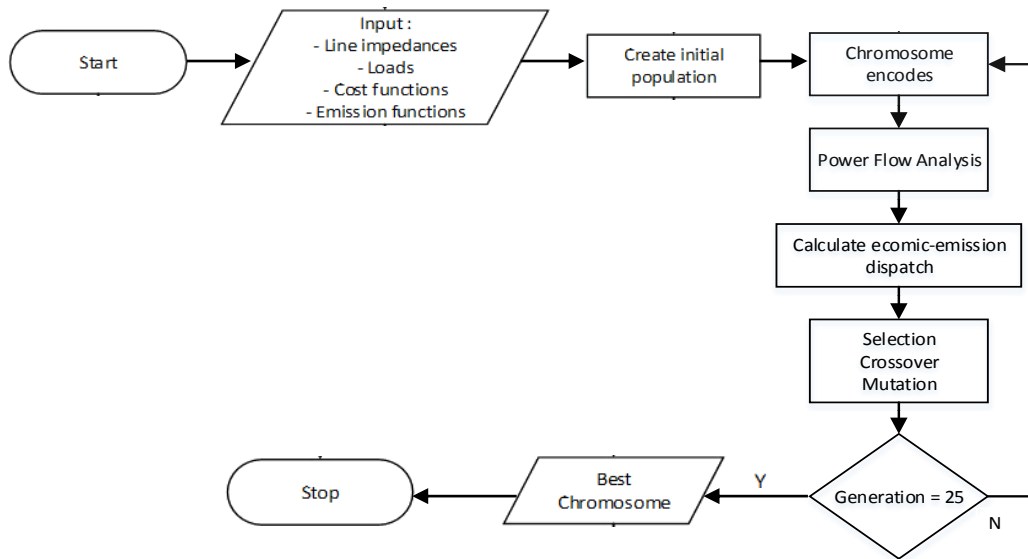 Start
Input :
- Line impedances
- Loads
- Cost functions
- Emission functions
Create initial
population
Chromosome
encodes
Power Flow Analysis
Calculate ecomic-emission
dispatch
Selection
Crossover
Mutation
Generation = 25
Y
N
Best
Chromosome
Stop